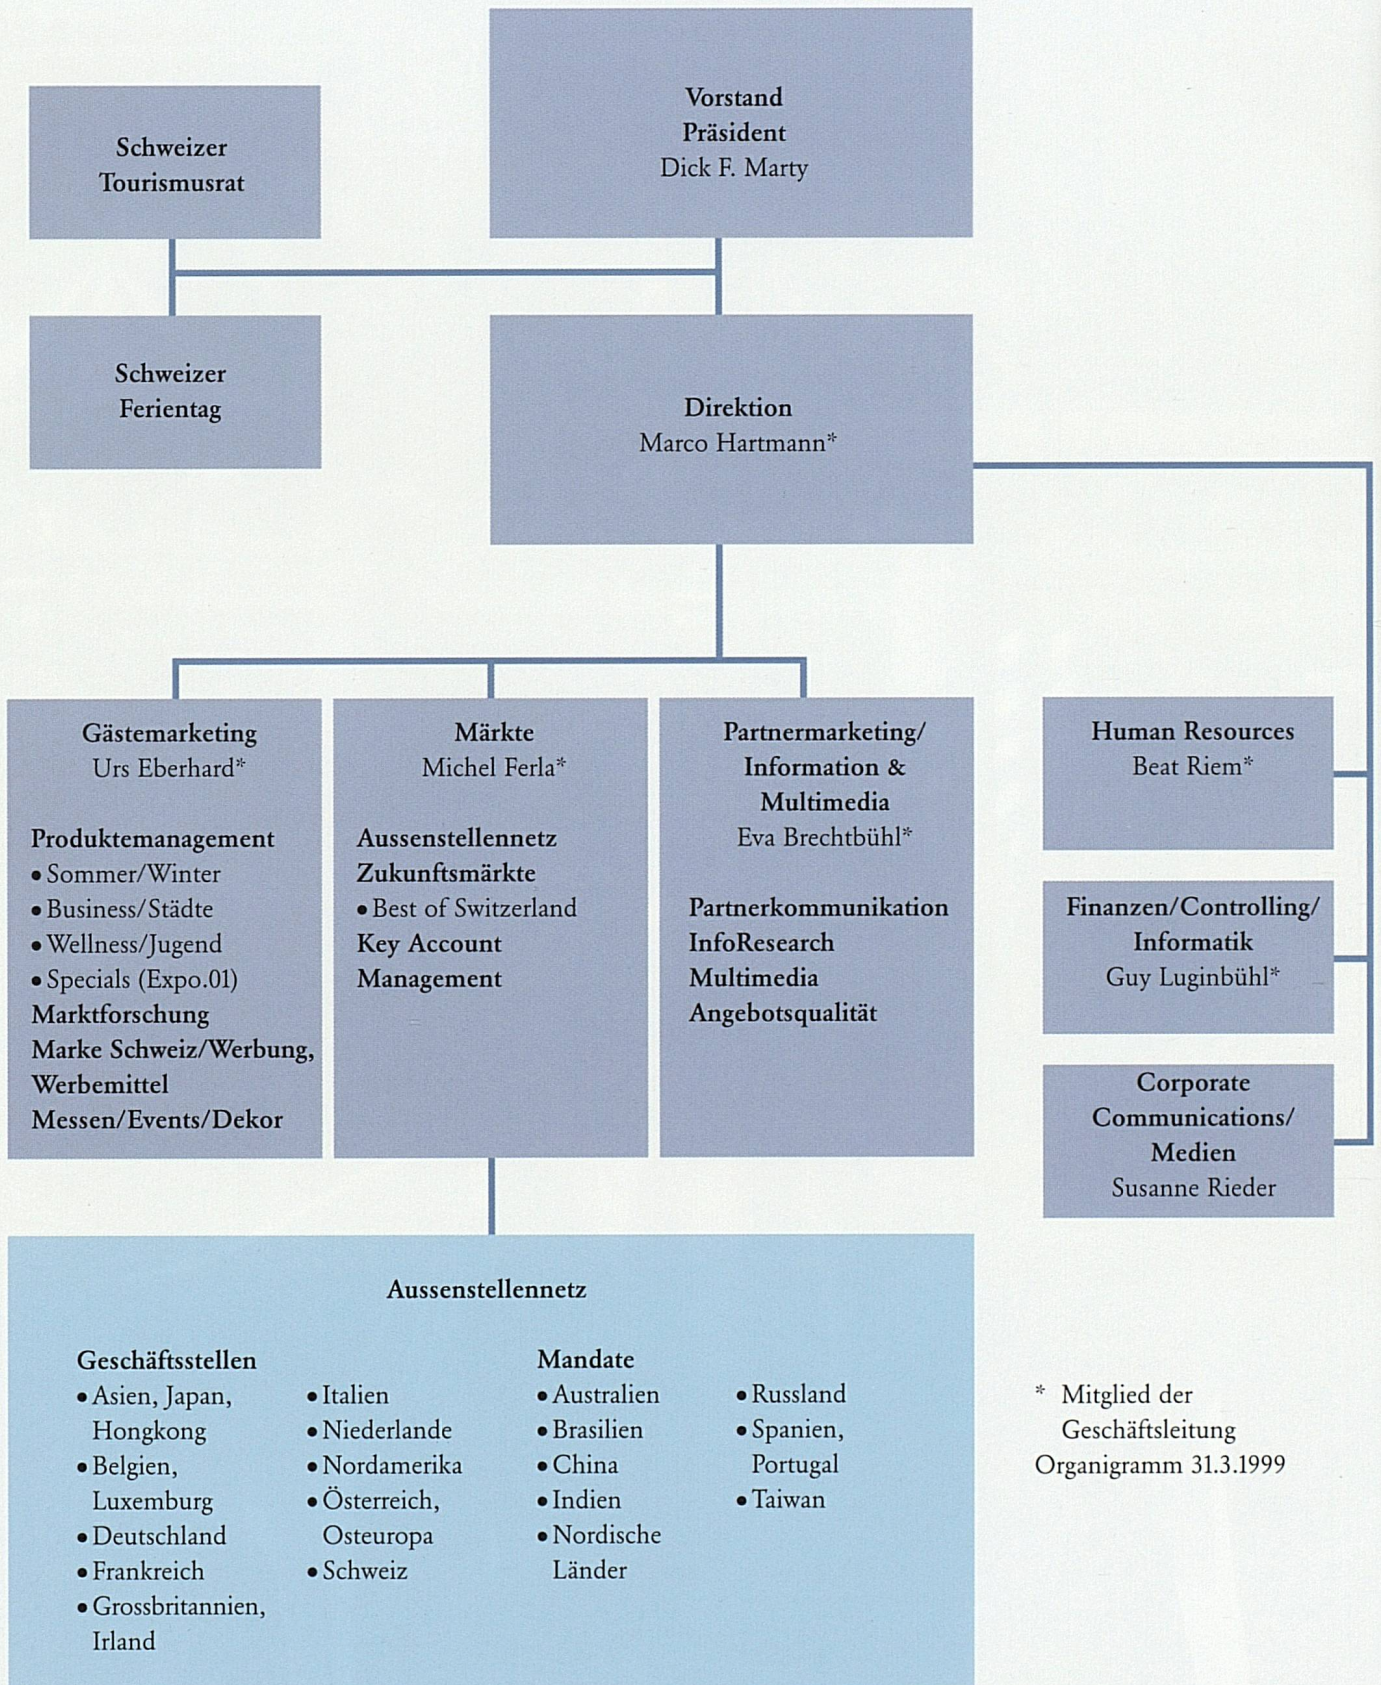 Vorstand
Präsident
Dick F. Marty
Schweizer
Tourismusrat
Schweizer
Ferientag
Direktion
Marco Hartmann*
Gästemarketing
Urs Eberhard*
Produktemanagement
• Sommer/Winter
• Business/Städte
• Wellness/Jugend
• Specials (Expo.01)
Marktforschung
Marke Schweiz/Werbung,
Werbemittel
Messen/Events/Dekor
Märkte
Michel Ferla*
Aussenstellennetz
Zukunftsmärkte
• Best of Switzerland
Key Account
Management
Partnermarketing/
Information &
Multimedia
Eva Brechtbühl*
Partnerkommunikation
InfoResearch
Multimedia
Angebotsqualität
Human Resources
Beat Riem*
Finanzen/Controlling/
Informatik
Guy Luginbühl*
Corporate
Communications/
Medien
Susanne Rieder
Aussenstellennetz
Geschäftsstellen
• Asien, Japan,
Hongkong
• Belgien,
Luxemburg
• Deutschland
• Frankreich
• Grossbritannien,
Irland
• Italien
• Niederlande
• Nordamerika
• Österreich,
Osteuropa
• Schweiz
Mandate
• Australien
• Brasilien
• China
• Indien
• Nordische
Länder
• Russland
• Spanien,
Portugal
• Taiwan
* Mitglied der
Geschäftsleitung
Organigramm 31.3.1999